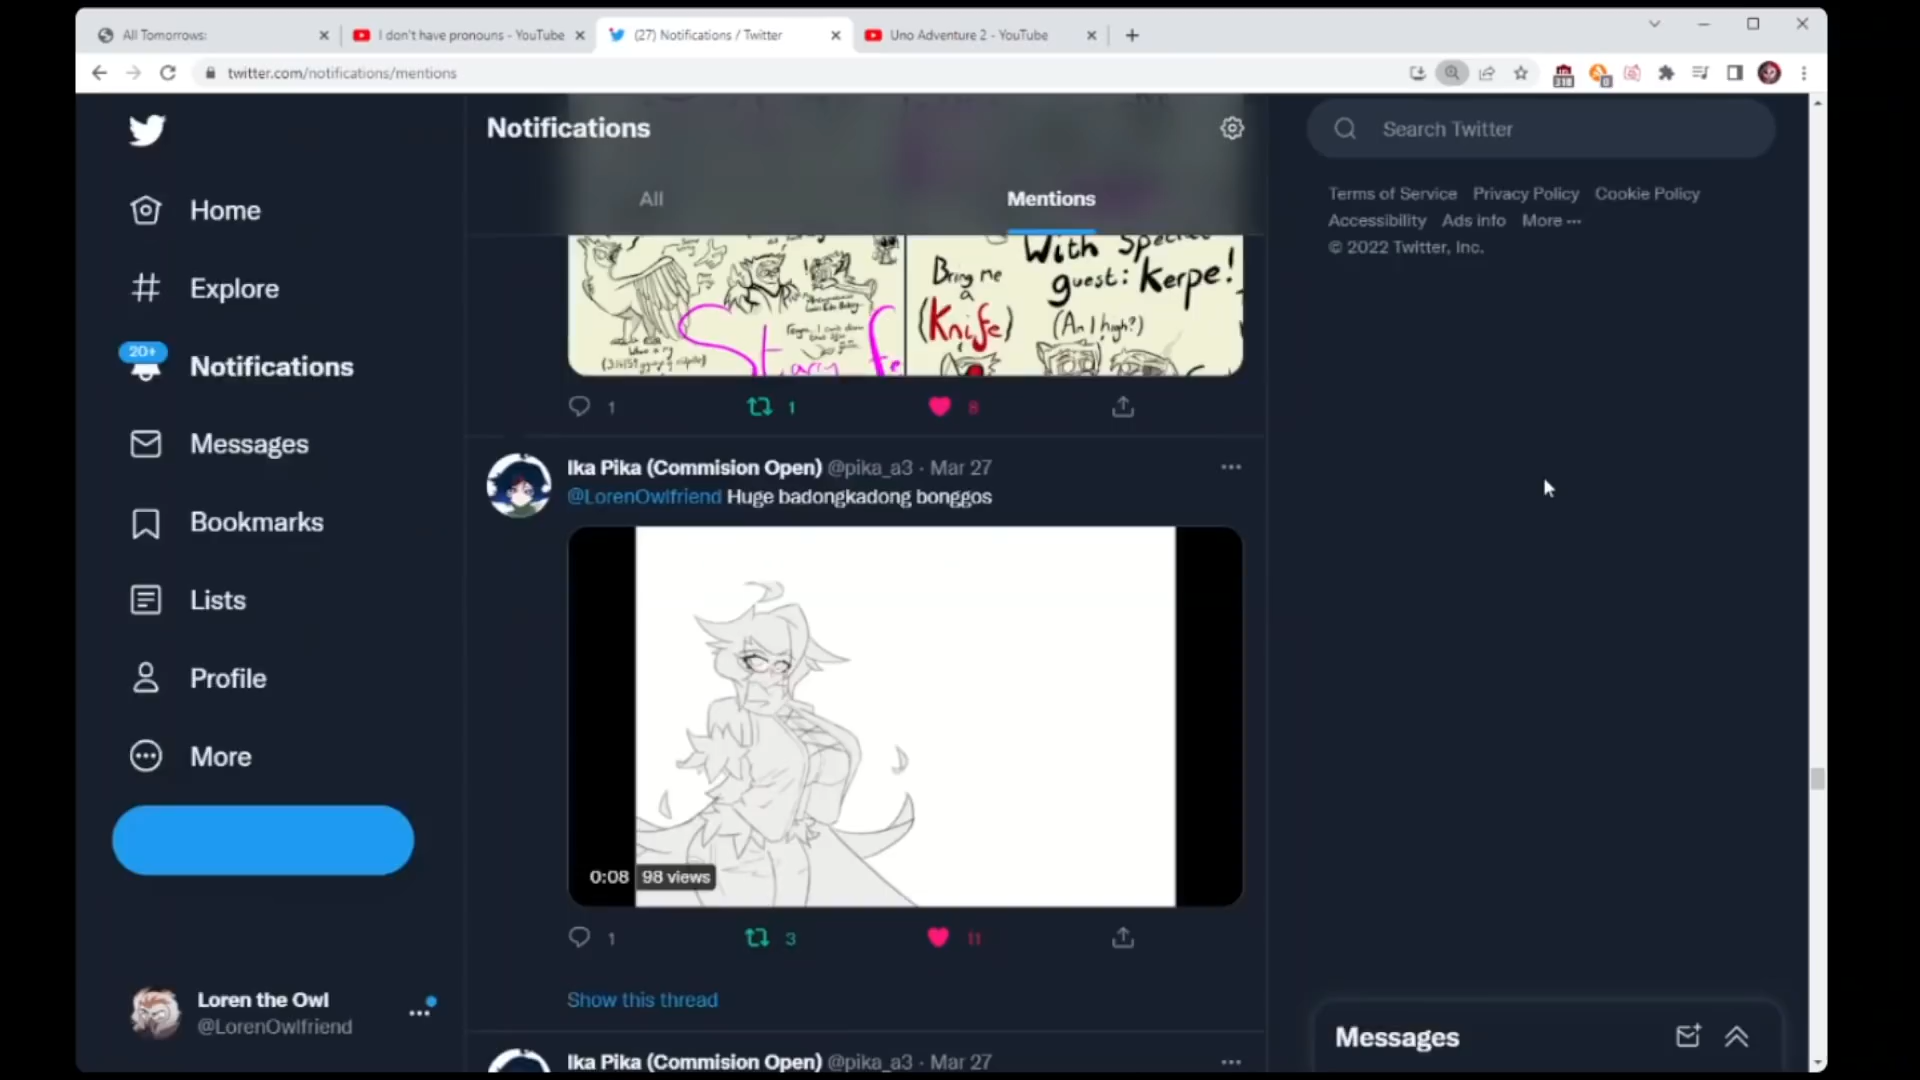 All Tomorrows:
I don't have pronouns - YouTube
(27) Notifications / Twitter
Uno Adventure 2 - YouTube
twitter.com/notifications/mentions
318
0
Notifications
All
Mentions
Search Twitter
Terms of Service Privacy Policy Cookie Policy
Accessibility Ads info More ···
© 2022 Twitter, Inc.
Home
Explore
20+
Notifications
Messages
Bookmarks
Lists
Profile
More
Loren the Owl
@LorenOwlfriend
With Special
guest: Kerpe!
Bring me
a
(Knife)
(Am I high?)
1
1
8
Ika Pika (Commision Open) @pika_a3 · Mar 27
@LorenOwlfriend Huge badongkadong bonggos
0:08
98 views
1
3
11
Show this thread
Ika Pika (Commision Open) @pika_a3 · Mar 27
Messages